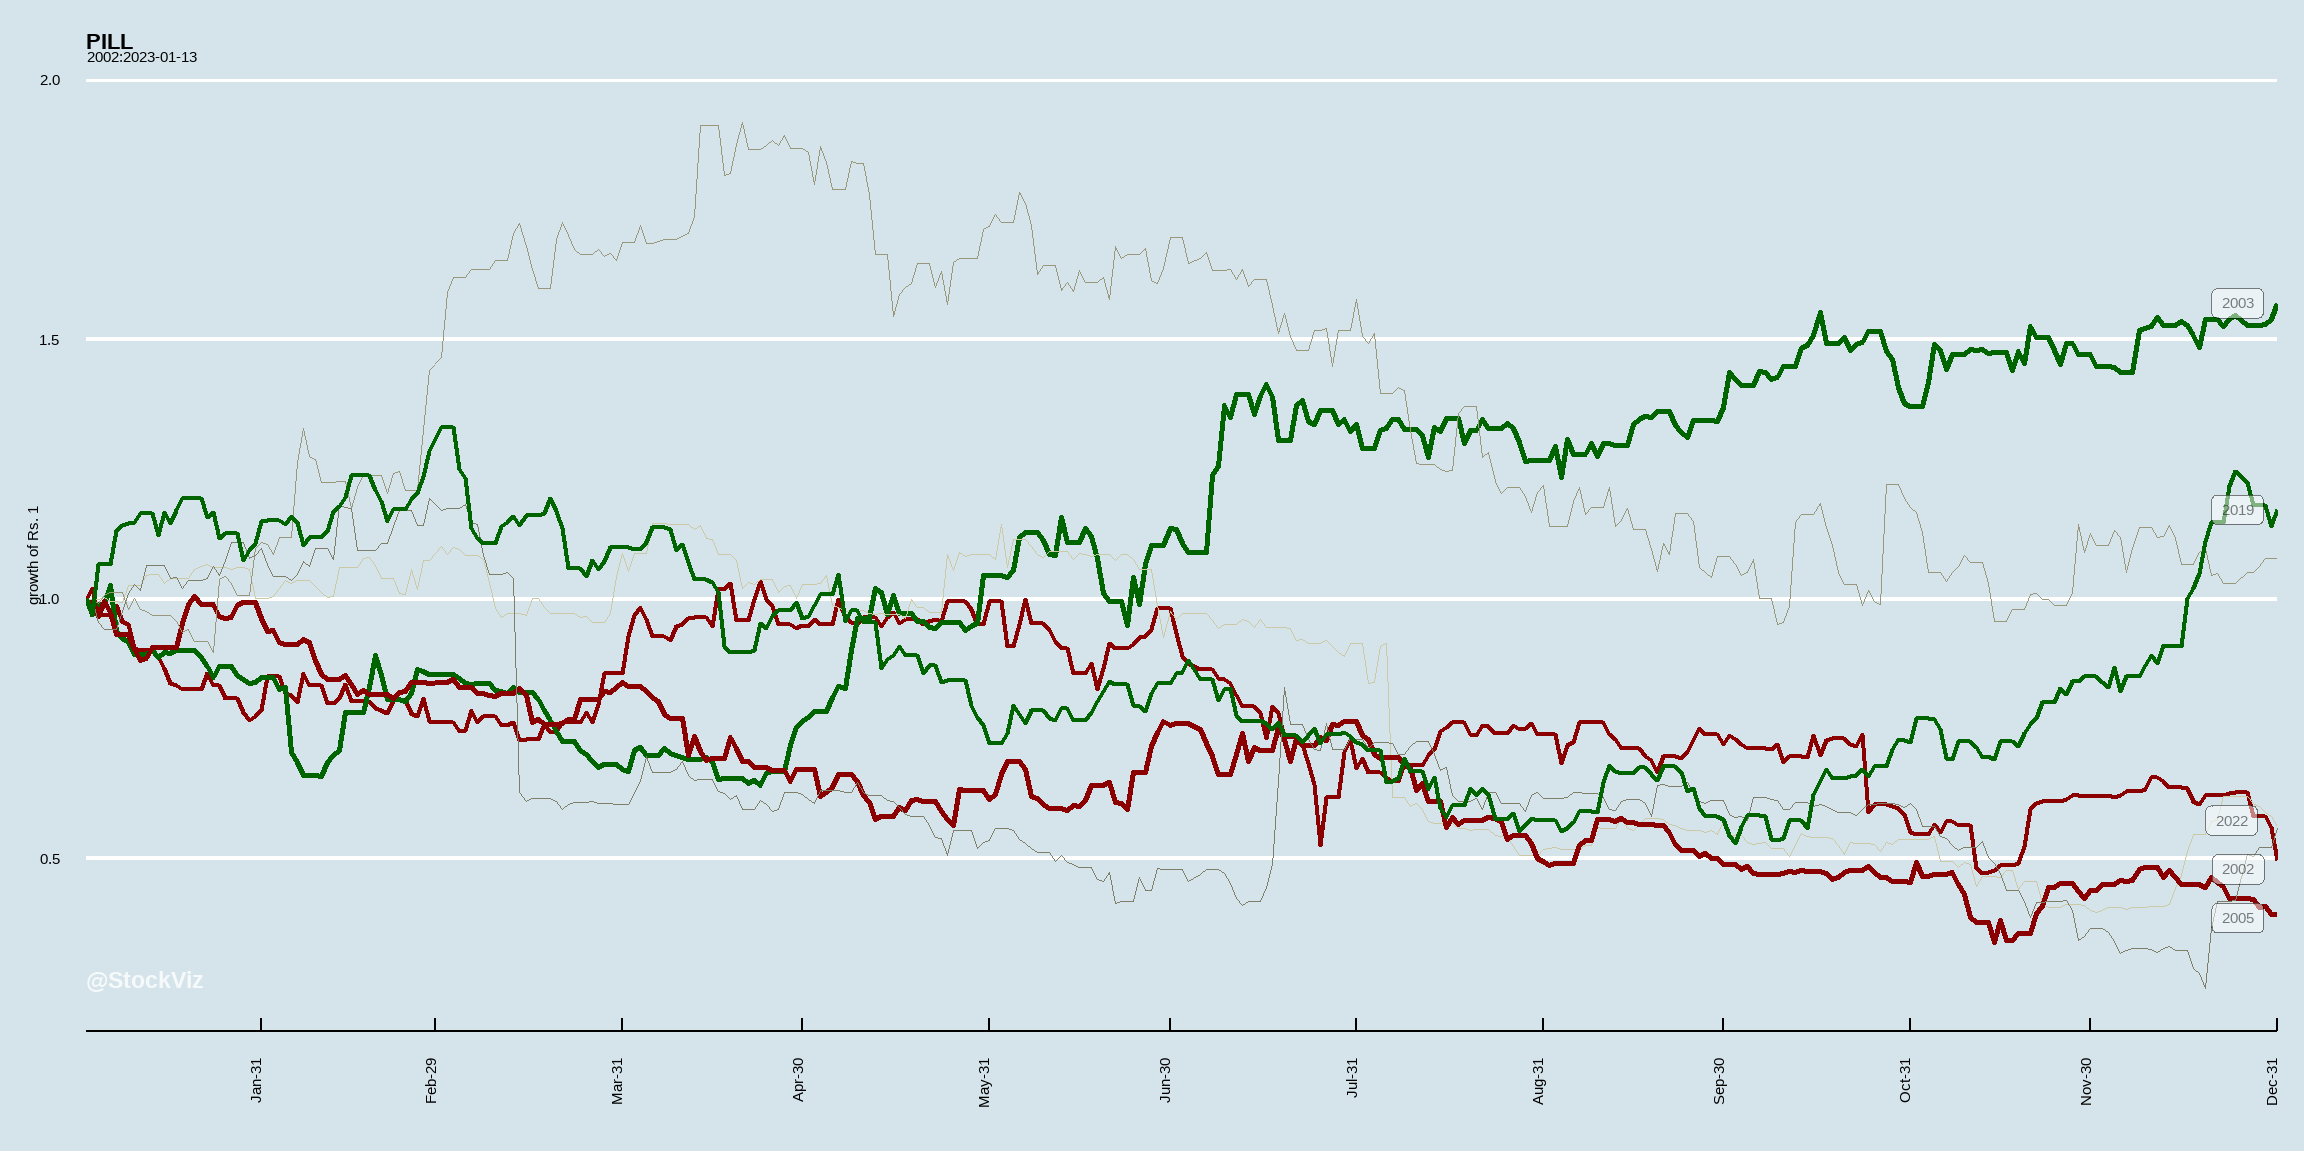 PILL
2002:2023-01-13
2.0
1.5
1.0
0.5
growth of Rs. 1
2003
2019
2022
2002
2005
@StockViz
Jan-31
Feb-29
Mar-31
Apr-30
May-31
Jun-30
Jul-31
Aug-31
Sep-30
Oct-31
Nov-30
Dec-31